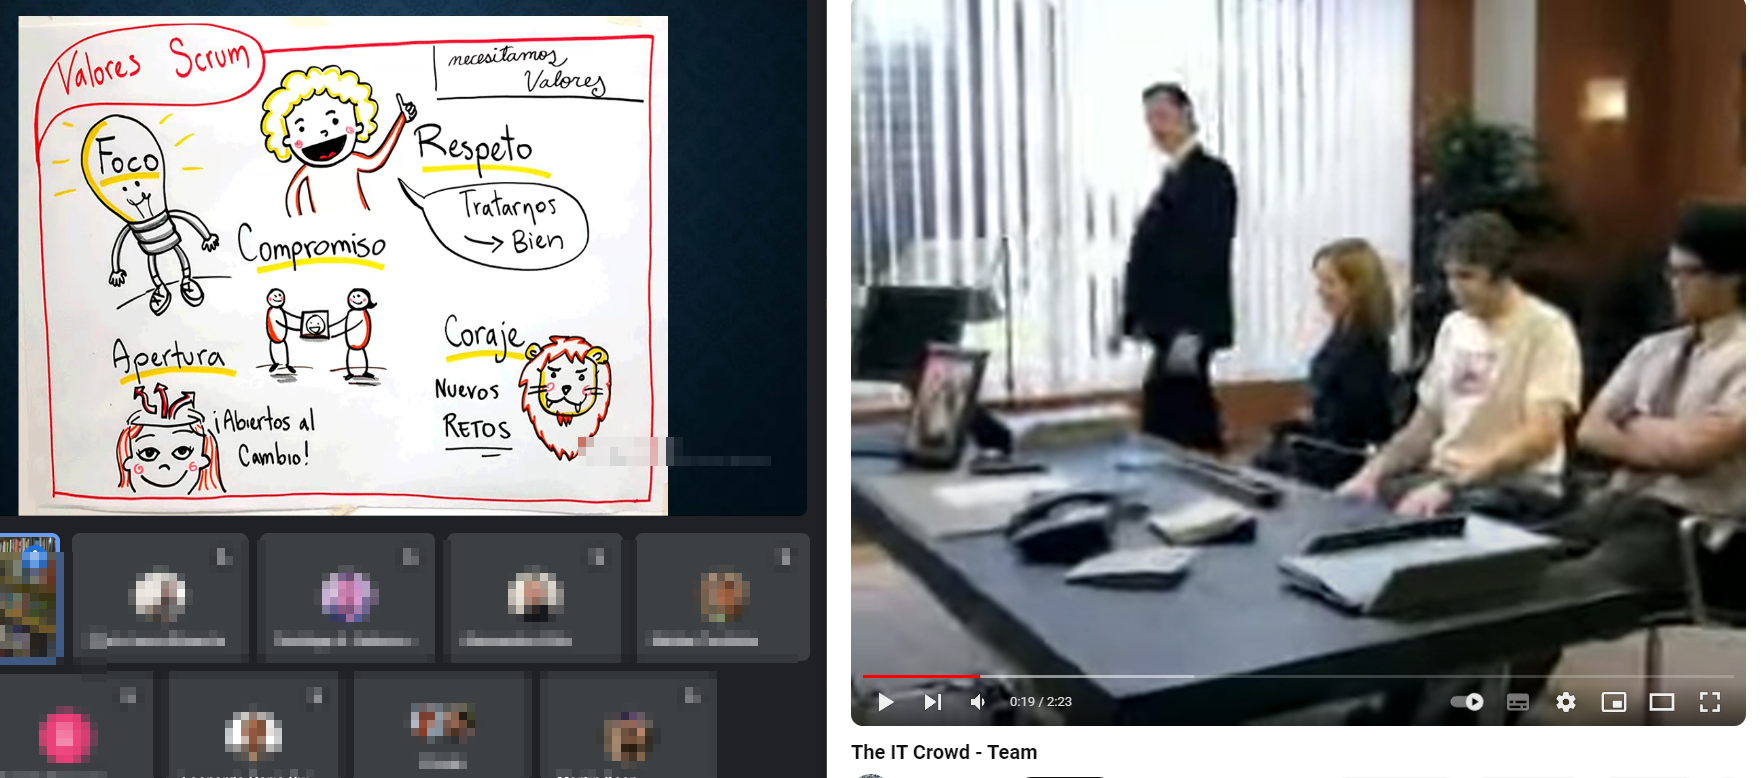 Valores Scrum
necesitamos
Valores
Foco
Respeto
Tratarnos
→ Bien
Compromiso
Coraje
Nuevos
RETOS
Apertura
¡Abiertos al
Cambio!
0:19 / 2:23
The IT Crowd - Team